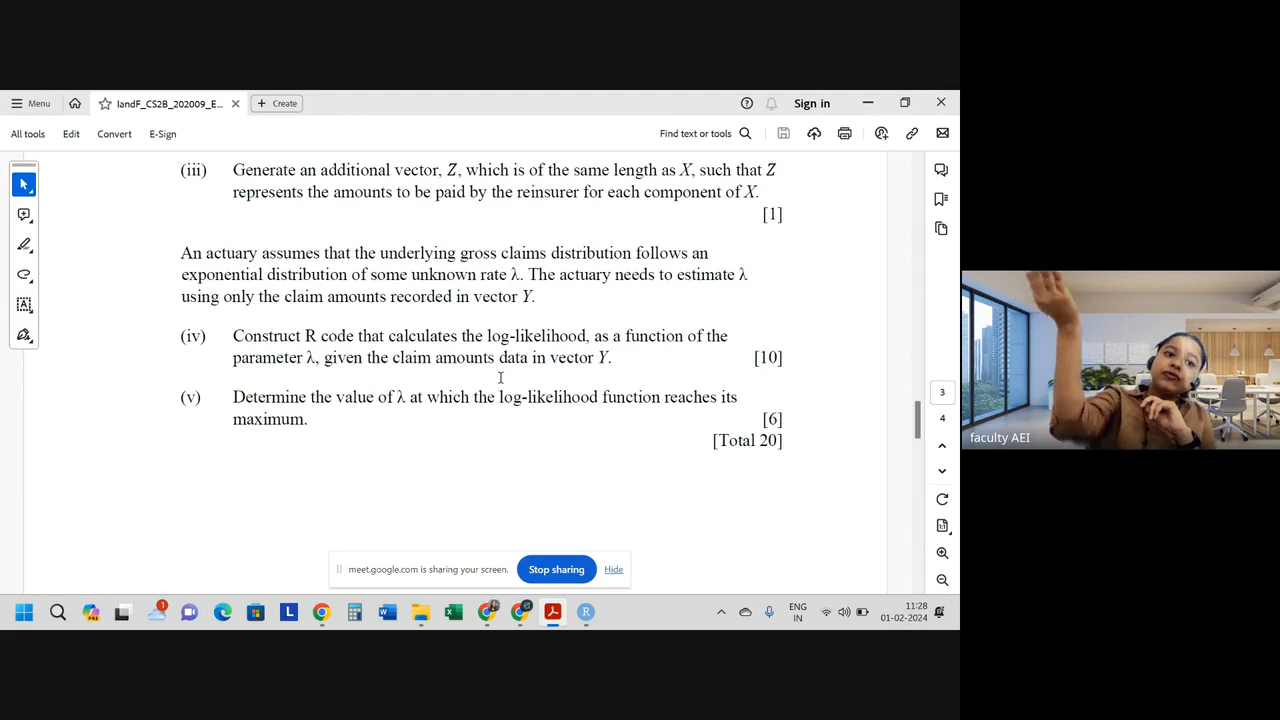 Menu
landF_CS2B_202009_E...
Create
Sign in
All tools
Edit
Convert
E-Sign
Find text or tools
(iii) Generate an additional vector, Z, which is of the same length as X, such that Z
represents the amounts to be paid by the reinsurer for each component of X.
[1]
An actuary assumes that the underlying gross claims distribution follows an
exponential distribution of some unknown rate λ. The actuary needs to estimate λ
using only the claim amounts recorded in vector Y.
(iv) Construct R code that calculates the log-likelihood, as a function of the
parameter λ, given the claim amounts data in vector Y. [10]
(v) Determine the value of λ at which the log-likelihood function reaches its
maximum. [6]
[Total 20]
3
4
faculty AEI
meet.google.com is sharing your screen.
Stop sharing
Hide
1
ENG
IN
11:28
01-02-2024